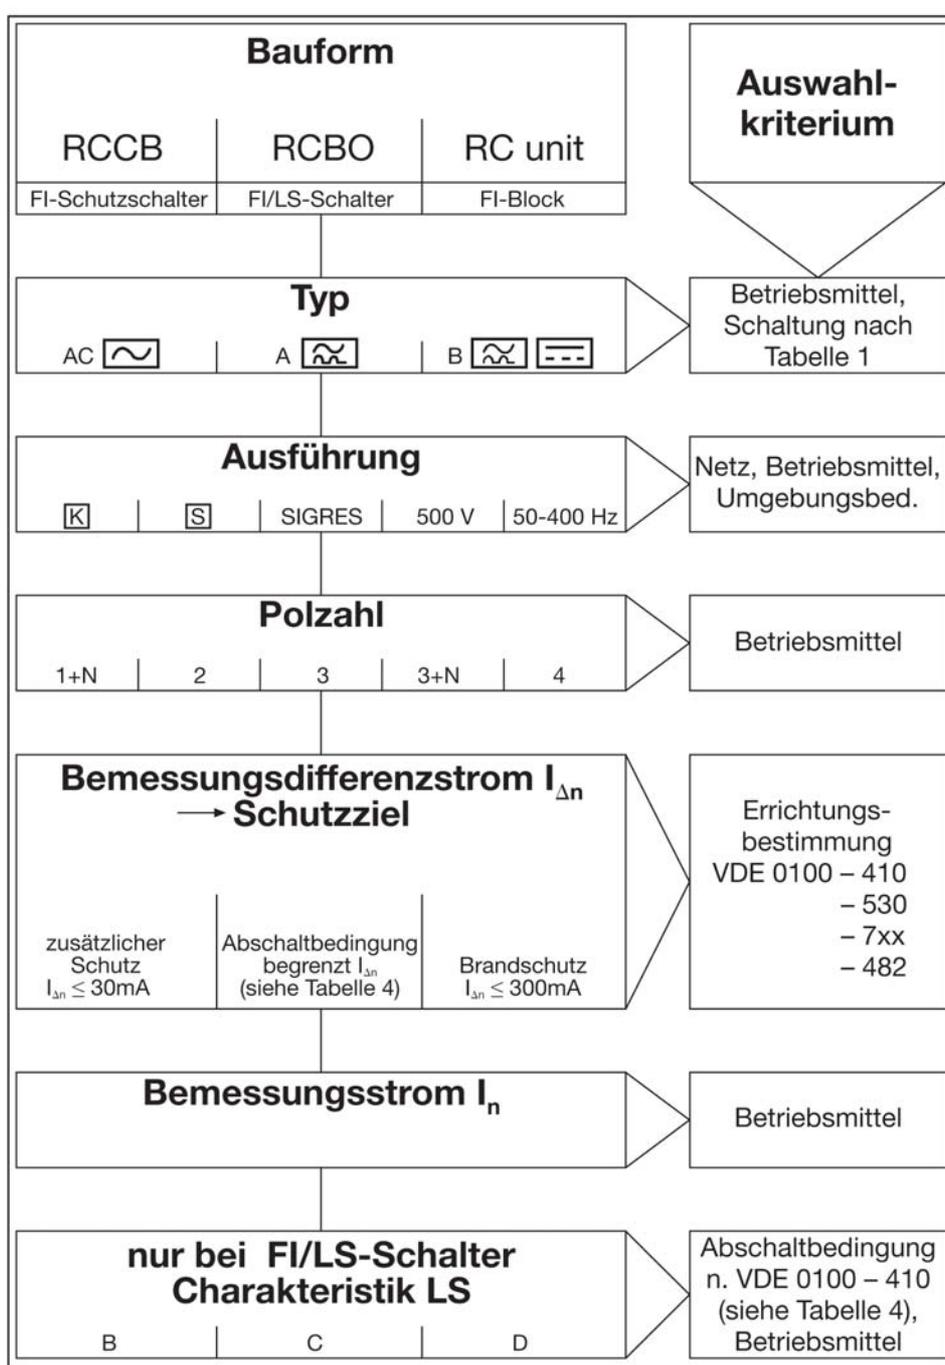 Bauform
RCCB RCBO RC unit
FI-Schutzschalter FI/LS-Schalter FI-Block
Auswahl-
kriterium
Typ
AC A B
Betriebsmittel,
Schaltung nach
Tabelle 1
Ausführung
K S SIGRES 500 V 50-400 Hz
Netz, Betriebsmittel,
Umgebungsbed.
Polzahl
1+N 2 3 3+N 4
Betriebsmittel
Bemessungsdifferenzstrom IΔn
→ Schutzziel
zusätzlicher
Schutz
IΔn ≤ 30mA
Abschaltbedingung
begrenzt IΔn
(siehe Tabelle 4)
Brandschutz
IΔn ≤ 300mA
Errichtungs-
bestimmung
VDE 0100 – 410
– 530
– 7xx
– 482
Bemessungsstrom In
Betriebsmittel
nur bei FI/LS-Schalter
Charakteristik LS
B C D
Abschaltbedingung
n. VDE 0100 – 410
(siehe Tabelle 4),
Betriebsmittel